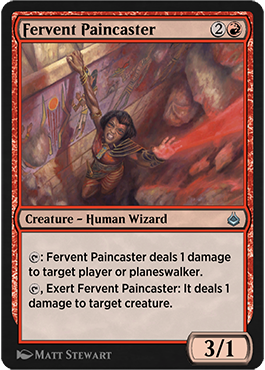 Fervent Paincaster 2
Creature – Human Wizard
: Fervent Paincaster deals 1 damage
to target player or planeswalker.
, Exert Fervent Paincaster: It deals 1
damage to target creature.
3/1
Matt Stewart